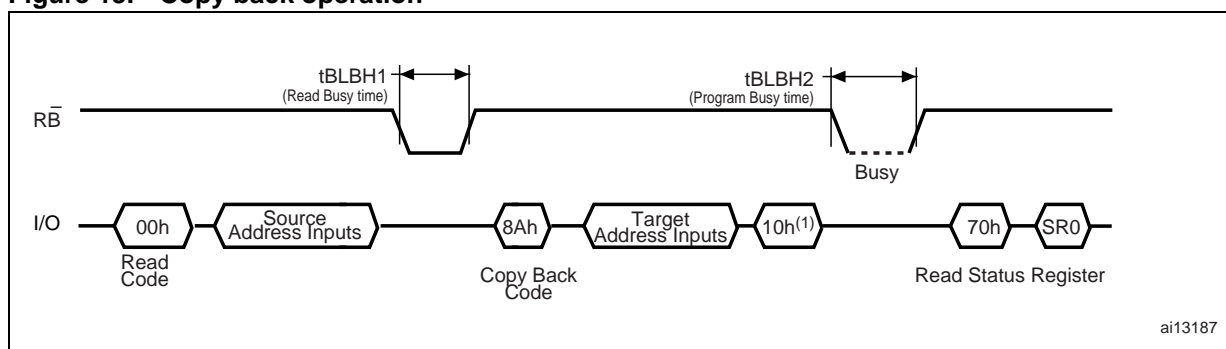 Figure 13. Copy back operation
tBLBH1
(Read Busy time)
tBLBH2
(Program Busy time)
RB̅
Busy
I/O
00h
Source
Address Inputs
8Ah
Target
Address Inputs
10h(1)
70h
SR0
Read
Code
Copy Back
Code
Read Status Register
ai13187